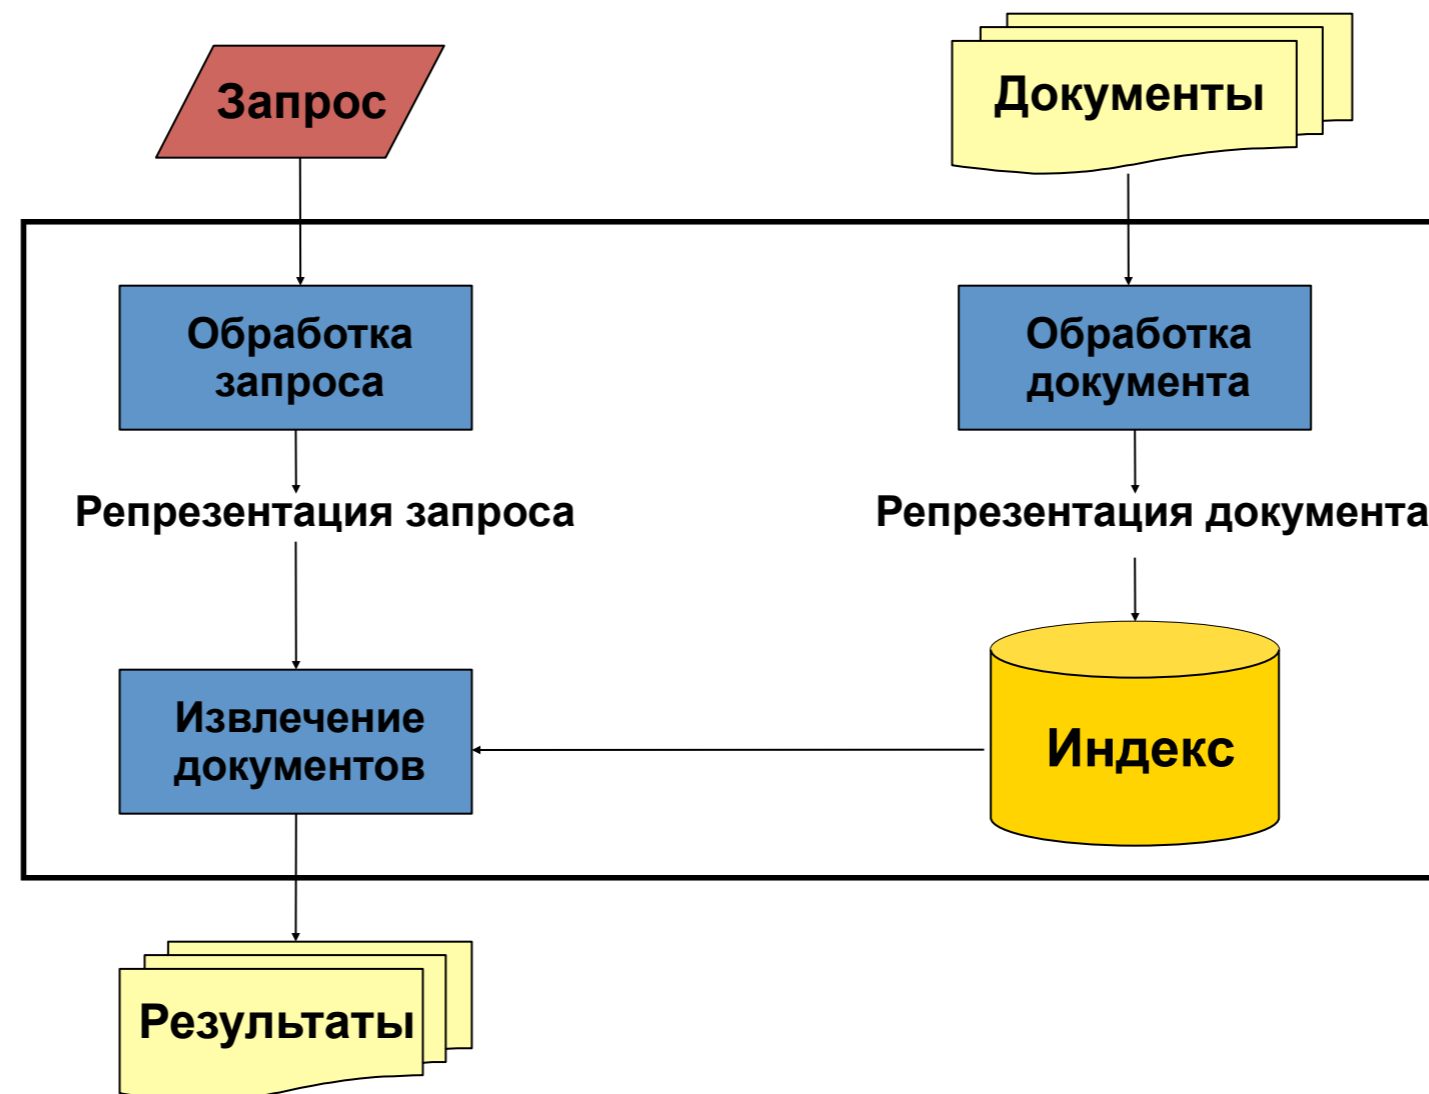 Запрос
Документы
Обработка
запроса
Обработка
документа
Репрезентация запроса
Репрезентация документа
Извлечение
документов
Индекс
Результаты